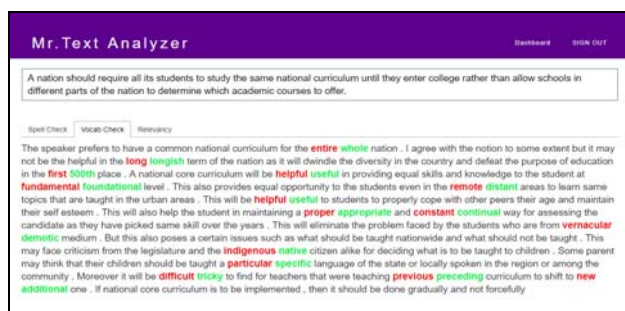 Mr.Text Analyzer
Dashboard SIGN OUT
A nation should require all its students to study the same national curriculum until they enter college rather than allow schools in
different parts of the nation to determine which academic courses to offer.
Spell Check Vocab Check Relevancy
The speaker prefers to have a common national curriculum for the entire whole nation . I agree with the notion to some extent but it may
not be the helpful in the long longish term of the nation as it will dwindle the diversity in the country and defeat the purpose of education
in the first 500th place . A national core curriculum will be helpful useful in providing equal skills and knowledge to the student at
fundamental foundational level . This also provides equal opportunity to the students even in the remote distant areas to learn same
topics that are taught in the urban areas . This will be helpful useful to students to properly cope with other peers their age and maintain
their self esteem . This will also help the student in maintaining a proper appropriate and constant continual way for assessing the
candidate as they have picked same skill over the years . This will eliminate the problem faced by the students who are from vernacular
demotic medium . But this also poses a certain issues such as what should be taught nationwide and what should not be taught . This
may face criticism from the legislature and the indigenous native citizen alike for deciding what is to be taught to children . Some parent
may think that their children should be taught a particular specific language of the state or locally spoken in the region or among the
community . Moreover it will be difficult tricky to find for teachers that were teaching previous preceding curriculum to shift to new
additional one . If national core curriculum is to be implemented , then it should be done gradually and not forcefully